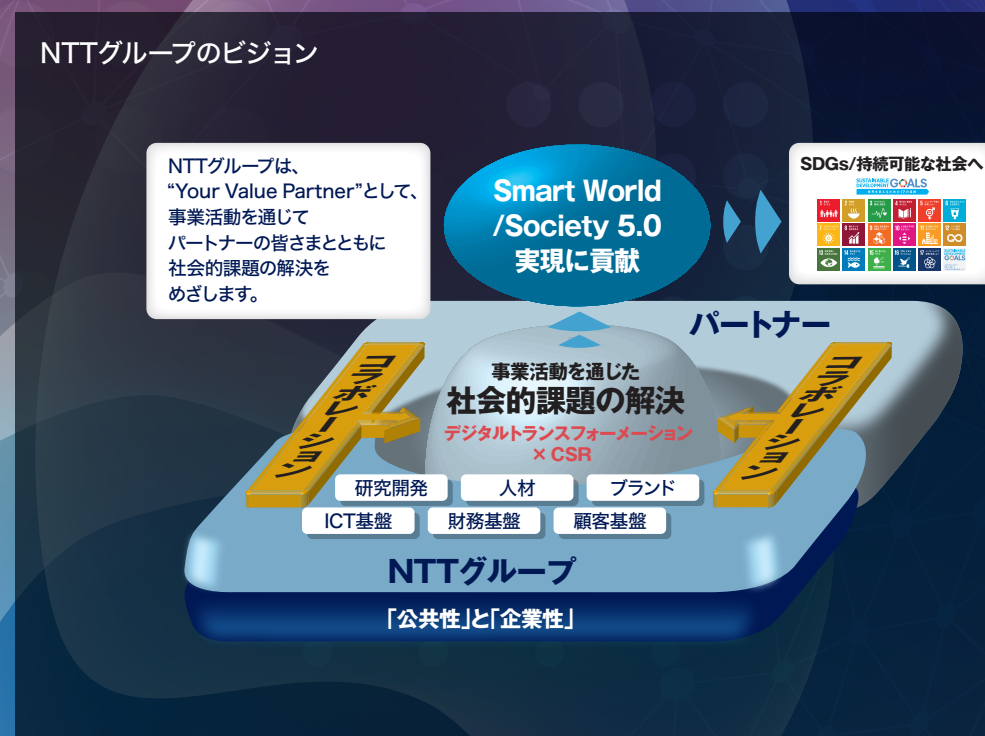 NTTグループのビジョン
NTTグループは、
“Your Value Partner”として、
事業活動を通じて
パートナーの皆さまとともに
社会的課題の解決を
めざします。
Smart World
/Society 5.0
実現に貢献
SDGs/持続可能な社会へ
SUSTAINABLE
DEVELOPMENT GOALS
パートナー
コラボレーション
コラボレーション
事業活動を通じた
社会的課題の解決
デジタルトランスフォーメーション
× CSR
研究開発
人材
ブランド
ICT基盤
財務基盤
顧客基盤
NTTグループ
「公共性」と「企業性」